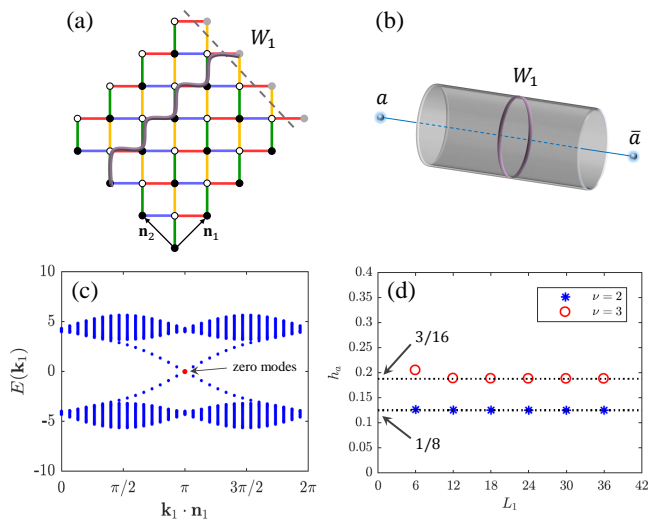 (a)
W₁
n₂
n₁
(b)
a
W₁
ā
(c)
10
5
0
-5
-10
E(k₁)
zero modes
0
π/2
π
3π/2
2π
k₁ · n₁
(d)
0.4
0.35
0.3
0.25
0.2
0.15
0.1
0.05
0
hₐ
ν = 2
ν = 3
3/16
1/8
0
6
12
18
24
30
36
42
L₁